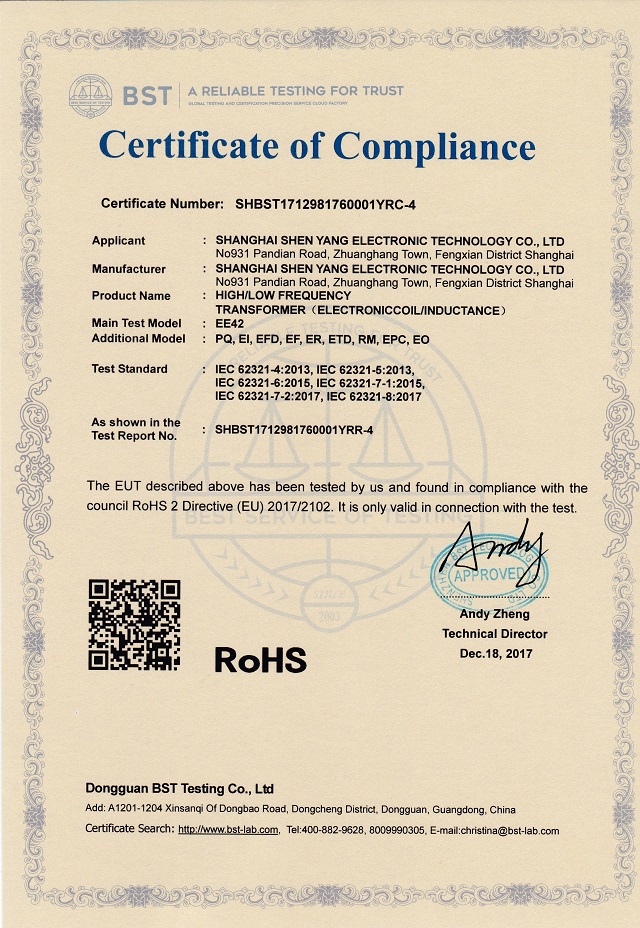 BST
A RELIABLE TESTING FOR TRUST
GLOBAL TESTING AND CERTIFICATION PRECISION SERVICE CLOUD FACTORY
Certificate of Compliance
Certificate Number: SHBST1712981760001YRC-4
Applicant : SHANGHAI SHEN YANG ELECTRONIC TECHNOLOGY CO., LTD
No931 Pandian Road, Zhuanghang Town, Fengxian District Shanghai
Manufacturer : SHANGHAI SHEN YANG ELECTRONIC TECHNOLOGY CO., LTD
No931 Pandian Road, Zhuanghang Town, Fengxian District Shanghai
Product Name : HIGH/LOW FREQUENCY
TRANSFORMER（ELECTRONICCOIL/INDUCTANCE）
Main Test Model : EE42
Additional Model : PQ, EI, EFD, EF, ER, ETD, RM, EPC, EO
Test Standard : IEC 62321-4:2013, IEC 62321-5:2013,
IEC 62321-6:2015, IEC 62321-7-1:2015,
IEC 62321-7-2:2017, IEC 62321-8:2017
As shown in the
Test Report No. : SHBST1712981760001YRR-4
The EUT described above has been tested by us and found in compliance with the
council RoHS 2 Directive (EU) 2017/2102. It is only valid in connection with the test.
BEST SERVICE OF TESTING
since
2003
Andy
APPROVED
Andy Zheng
Technical Director
Dec.18, 2017
RoHS
Dongguan BST Testing Co., Ltd
Add: A1201-1204 Xinsanqi Of Dongbao Road, Dongcheng District, Dongguan, Guangdong, China
Certificate Search: http://www.bst-lab.com, Tel:400-882-9628, 8009990305, E-mail:christina@bst-lab.com